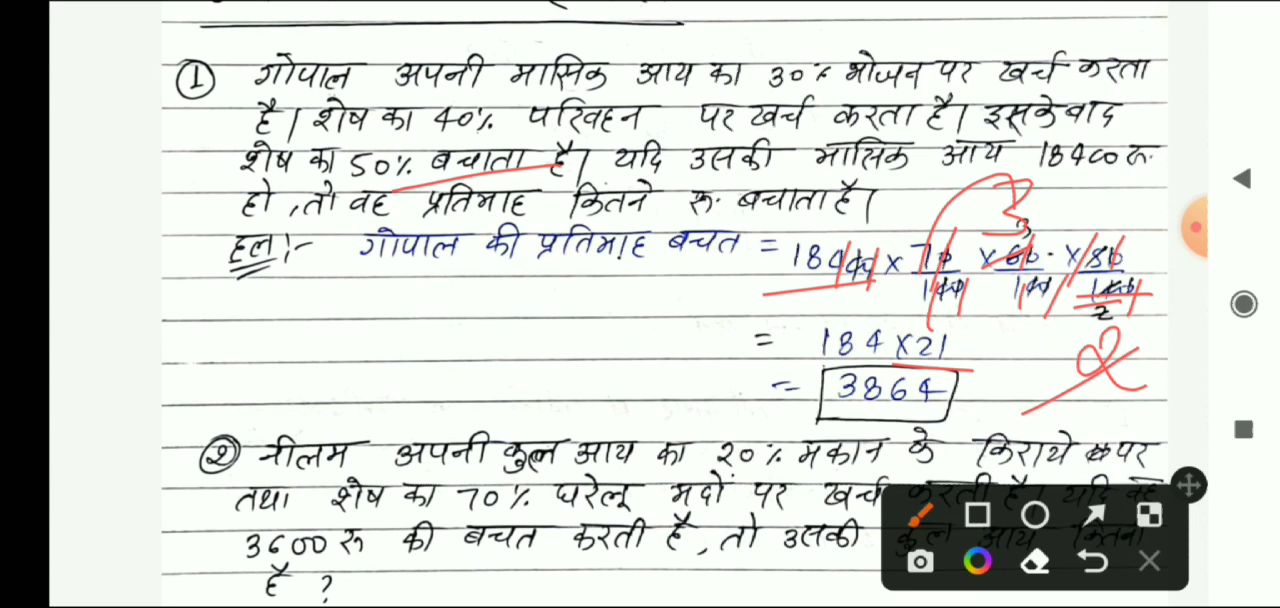 ① गोपाल अपनी मासिक आय का 30% भोजन पर खर्च करता
है। शेष का 40% परिवहन पर खर्च करता है। इसके बाद
शेष का 50% बचाता है। यदि उसकी मासिक आय 18400 रू.
हो, तो वह प्रतिमाह कितने रू. बचाता है।
हल:- गोपाल की प्रतिमाह बचत = 18400 × 70/100 × 60/100 × 50/100
3
2
= 184 × 21
= 3864
② नीलम अपनी कुल आय का 20% मकान के किराये पर
तथा शेष का 70% घरेलू मदों पर खर्च करती है। यदि वह
3600 रू की बचत करती है, तो उसकी कुल आय कितनी
है ?